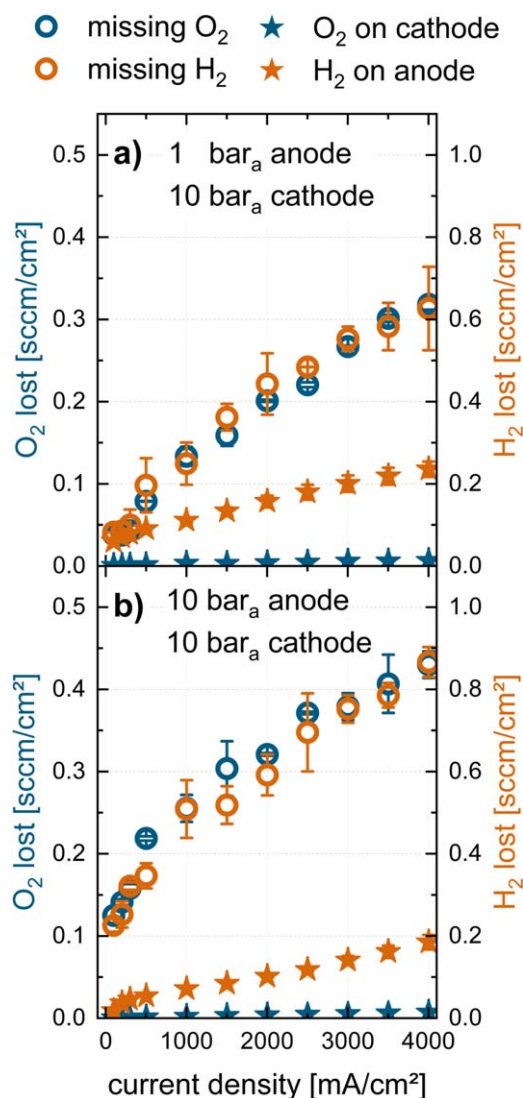 missing O₂ O₂ on cathode
missing H₂ H₂ on anode
a) 1 barₐ anode
10 barₐ cathode
O₂ lost [sccm/cm²]
0.5
0.4
0.3
0.2
0.1
0.0
H₂ lost [sccm/cm²]
1.0
0.8
0.6
0.4
0.2
0.0
b) 10 barₐ anode
10 barₐ cathode
O₂ lost [sccm/cm²]
0.5
0.4
0.3
0.2
0.1
0.0
H₂ lost [sccm/cm²]
1.0
0.8
0.6
0.4
0.2
0.0
0 1000 2000 3000 4000
current density [mA/cm²]